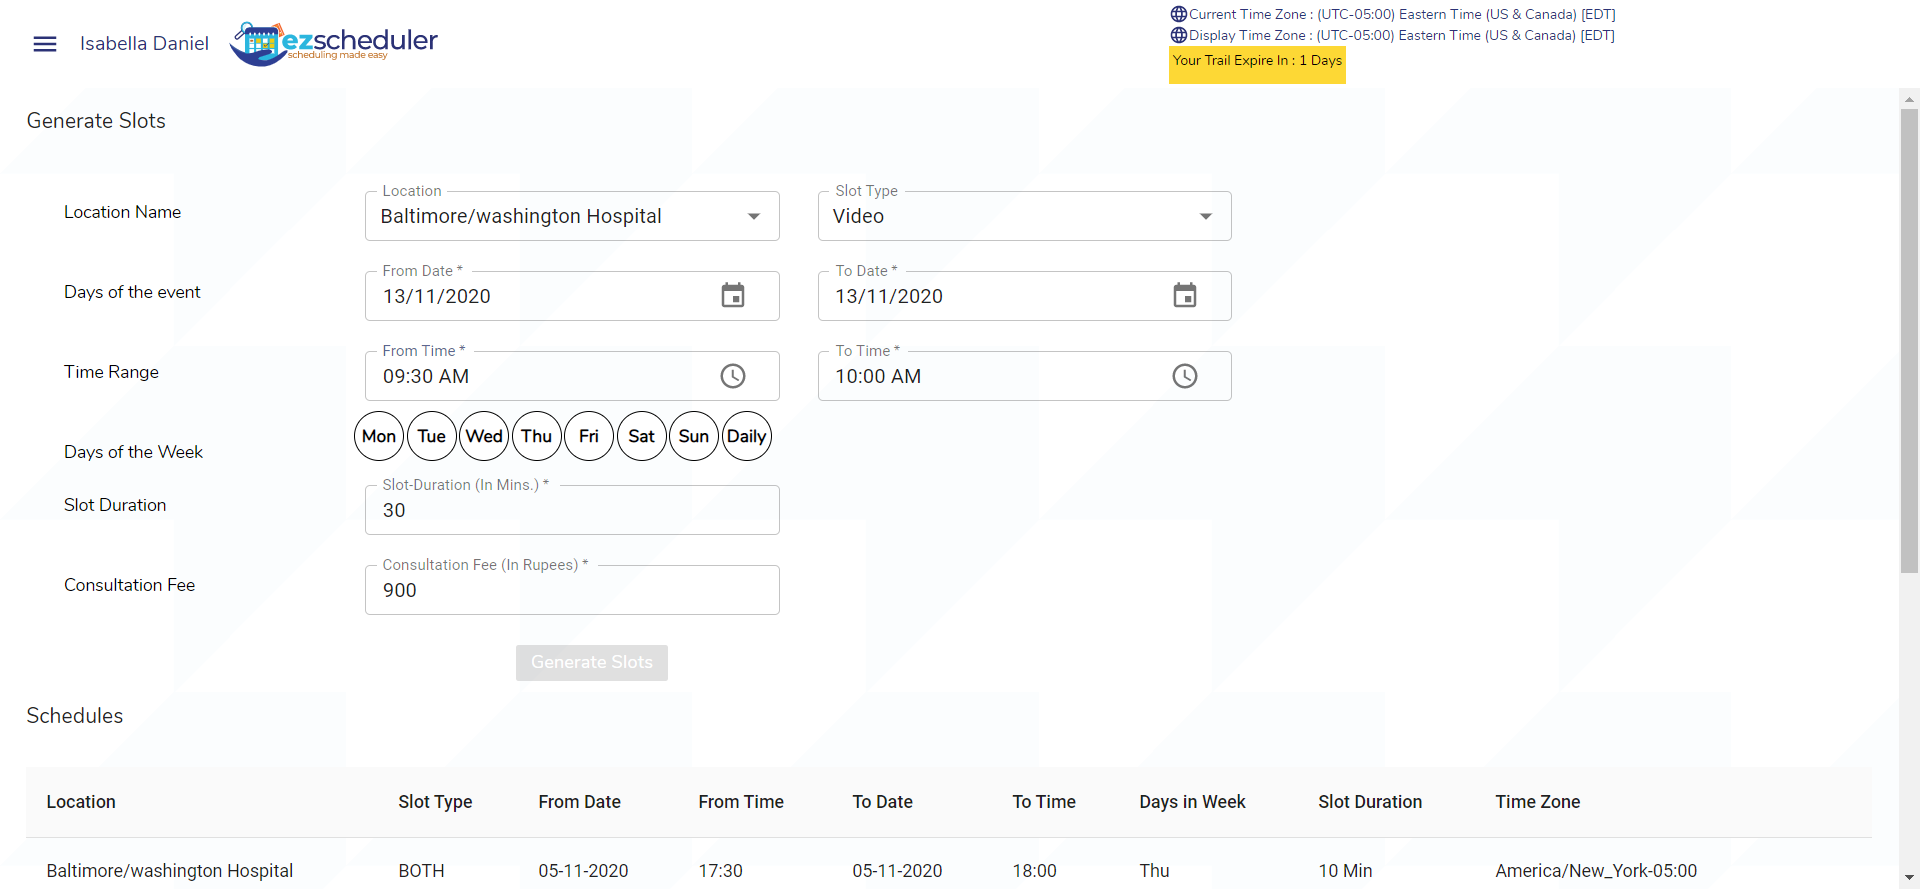 Isabella Daniel
ezscheduler
scheduling made easy
Current Time Zone : (UTC-05:00) Eastern Time (US & Canada) [EDT]
Display Time Zone : (UTC-05:00) Eastern Time (US & Canada) [EDT]
Your Trail Expire In : 1 Days
Generate Slots
Location Name
Location
Baltimore/washington Hospital
Slot Type
Video
Days of the event
From Date *
13/11/2020
To Date *
13/11/2020
Time Range
From Time *
09:30 AM
To Time *
10:00 AM
Days of the Week
Mon Tue Wed Thu Fri Sat Sun Daily
Slot Duration
Slot-Duration (In Mins.) *
30
Consultation Fee
Consultation Fee (In Rupees) *
900
Generate Slots
Schedules
Location Slot Type From Date From Time To Date To Time Days in Week Slot Duration Time Zone
Baltimore/washington Hospital BOTH 05-11-2020 17:30 05-11-2020 18:00 Thu 10 Min America/New_York-05:00